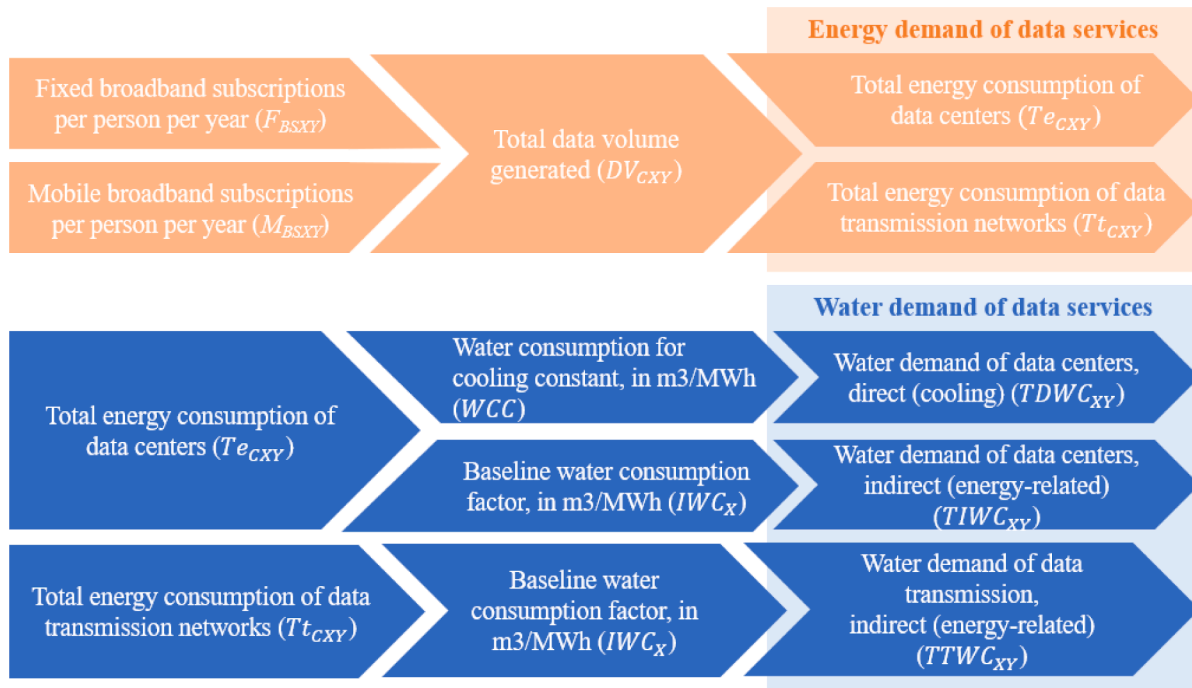 Energy demand of data services
Fixed broadband subscriptions
per person per year (F_BSXY)
Mobile broadband subscriptions
per person per year (M_BSXY)
Total data volume
generated (DV_CXY)
Total energy consumption of
data centers (Te_CXY)
Total energy consumption of data
transmission networks (Tt_CXY)
Water demand of data services
Total energy consumption of
data centers (Te_CXY)
Water consumption for
cooling constant, in m3/MWh
(WCC)
Water demand of data centers,
direct (cooling) (TDWC_XY)
Baseline water consumption
factor, in m3/MWh (IWC_X)
Water demand of data centers,
indirect (energy-related)
(TIWC_XY)
Total energy consumption of data
transmission networks (Tt_CXY)
Baseline water
consumption factor, in
m3/MWh (IWC_X)
Water demand of data
transmission,
indirect (energy-related)
(TTWC_XY)